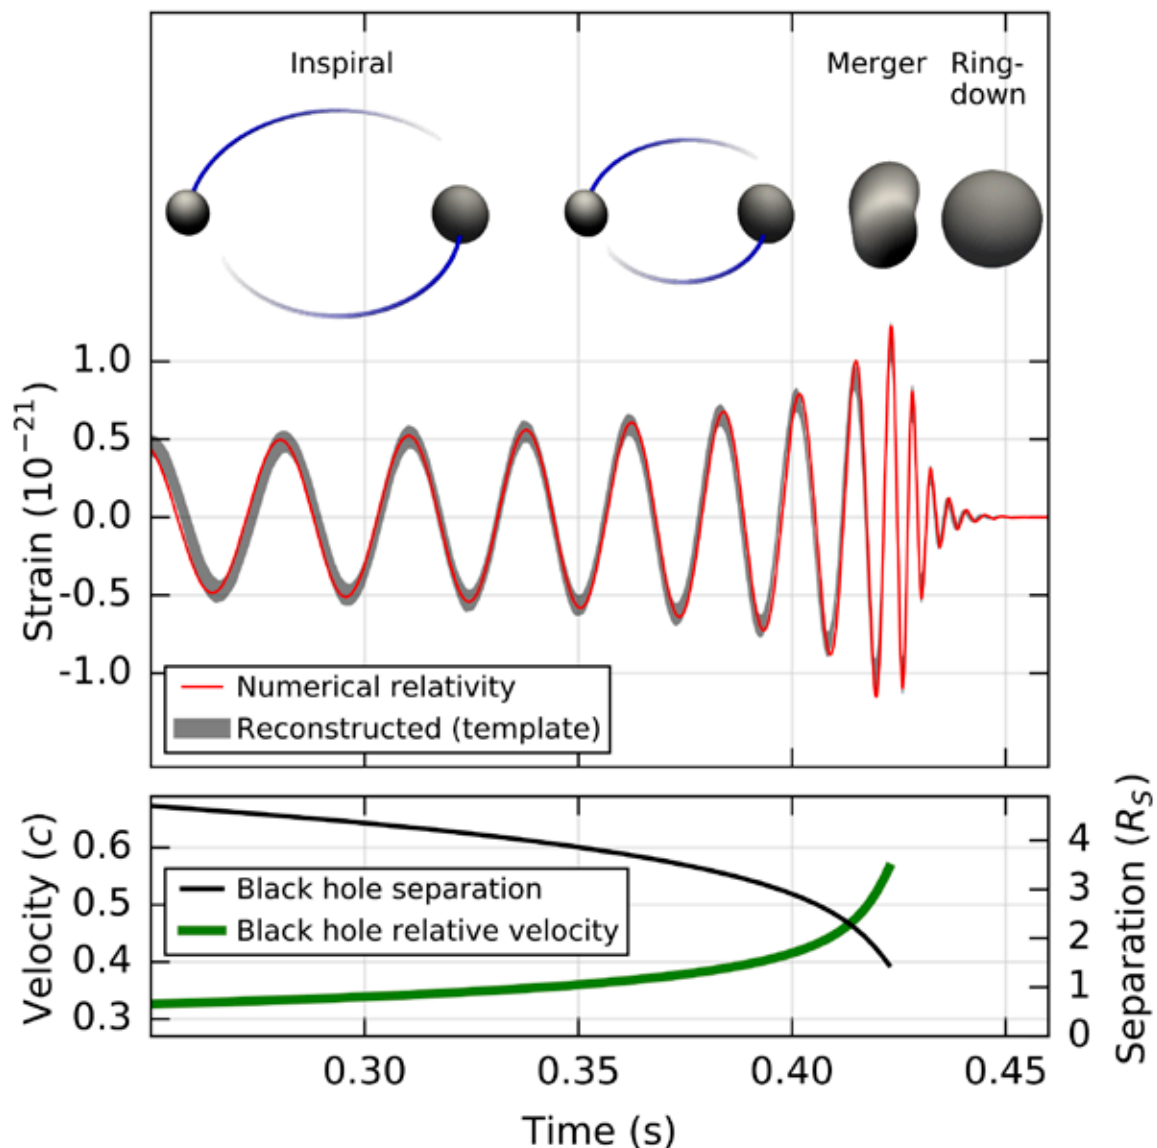 Inspiral
Merger
Ring-
down
Strain (10⁻²¹)
1.0
0.5
0.0
-0.5
-1.0
Numerical relativity
Reconstructed (template)
Velocity (c)
0.6
0.5
0.4
0.3
Black hole separation
Black hole relative velocity
4
3
2
1
0
Separation (R_S)
0.30
0.35
0.40
0.45
Time (s)